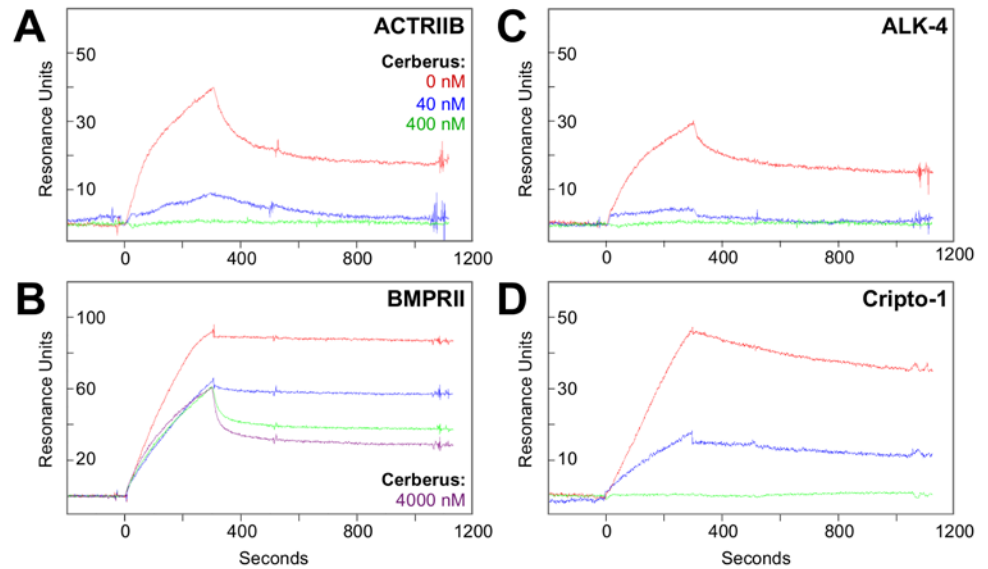 A
ACTRIIB
Cerberus:
0 nM
40 nM
400 nM
Resonance Units
50
30
10
0
400
800
1200
C
ALK-4
Resonance Units
50
30
10
0
400
800
1200
B
BMPRII
Resonance Units
100
60
20
Cerberus:
4000 nM
0
400
800
1200
Seconds
D
Cripto-1
Resonance Units
50
30
10
0
400
800
1200
Seconds